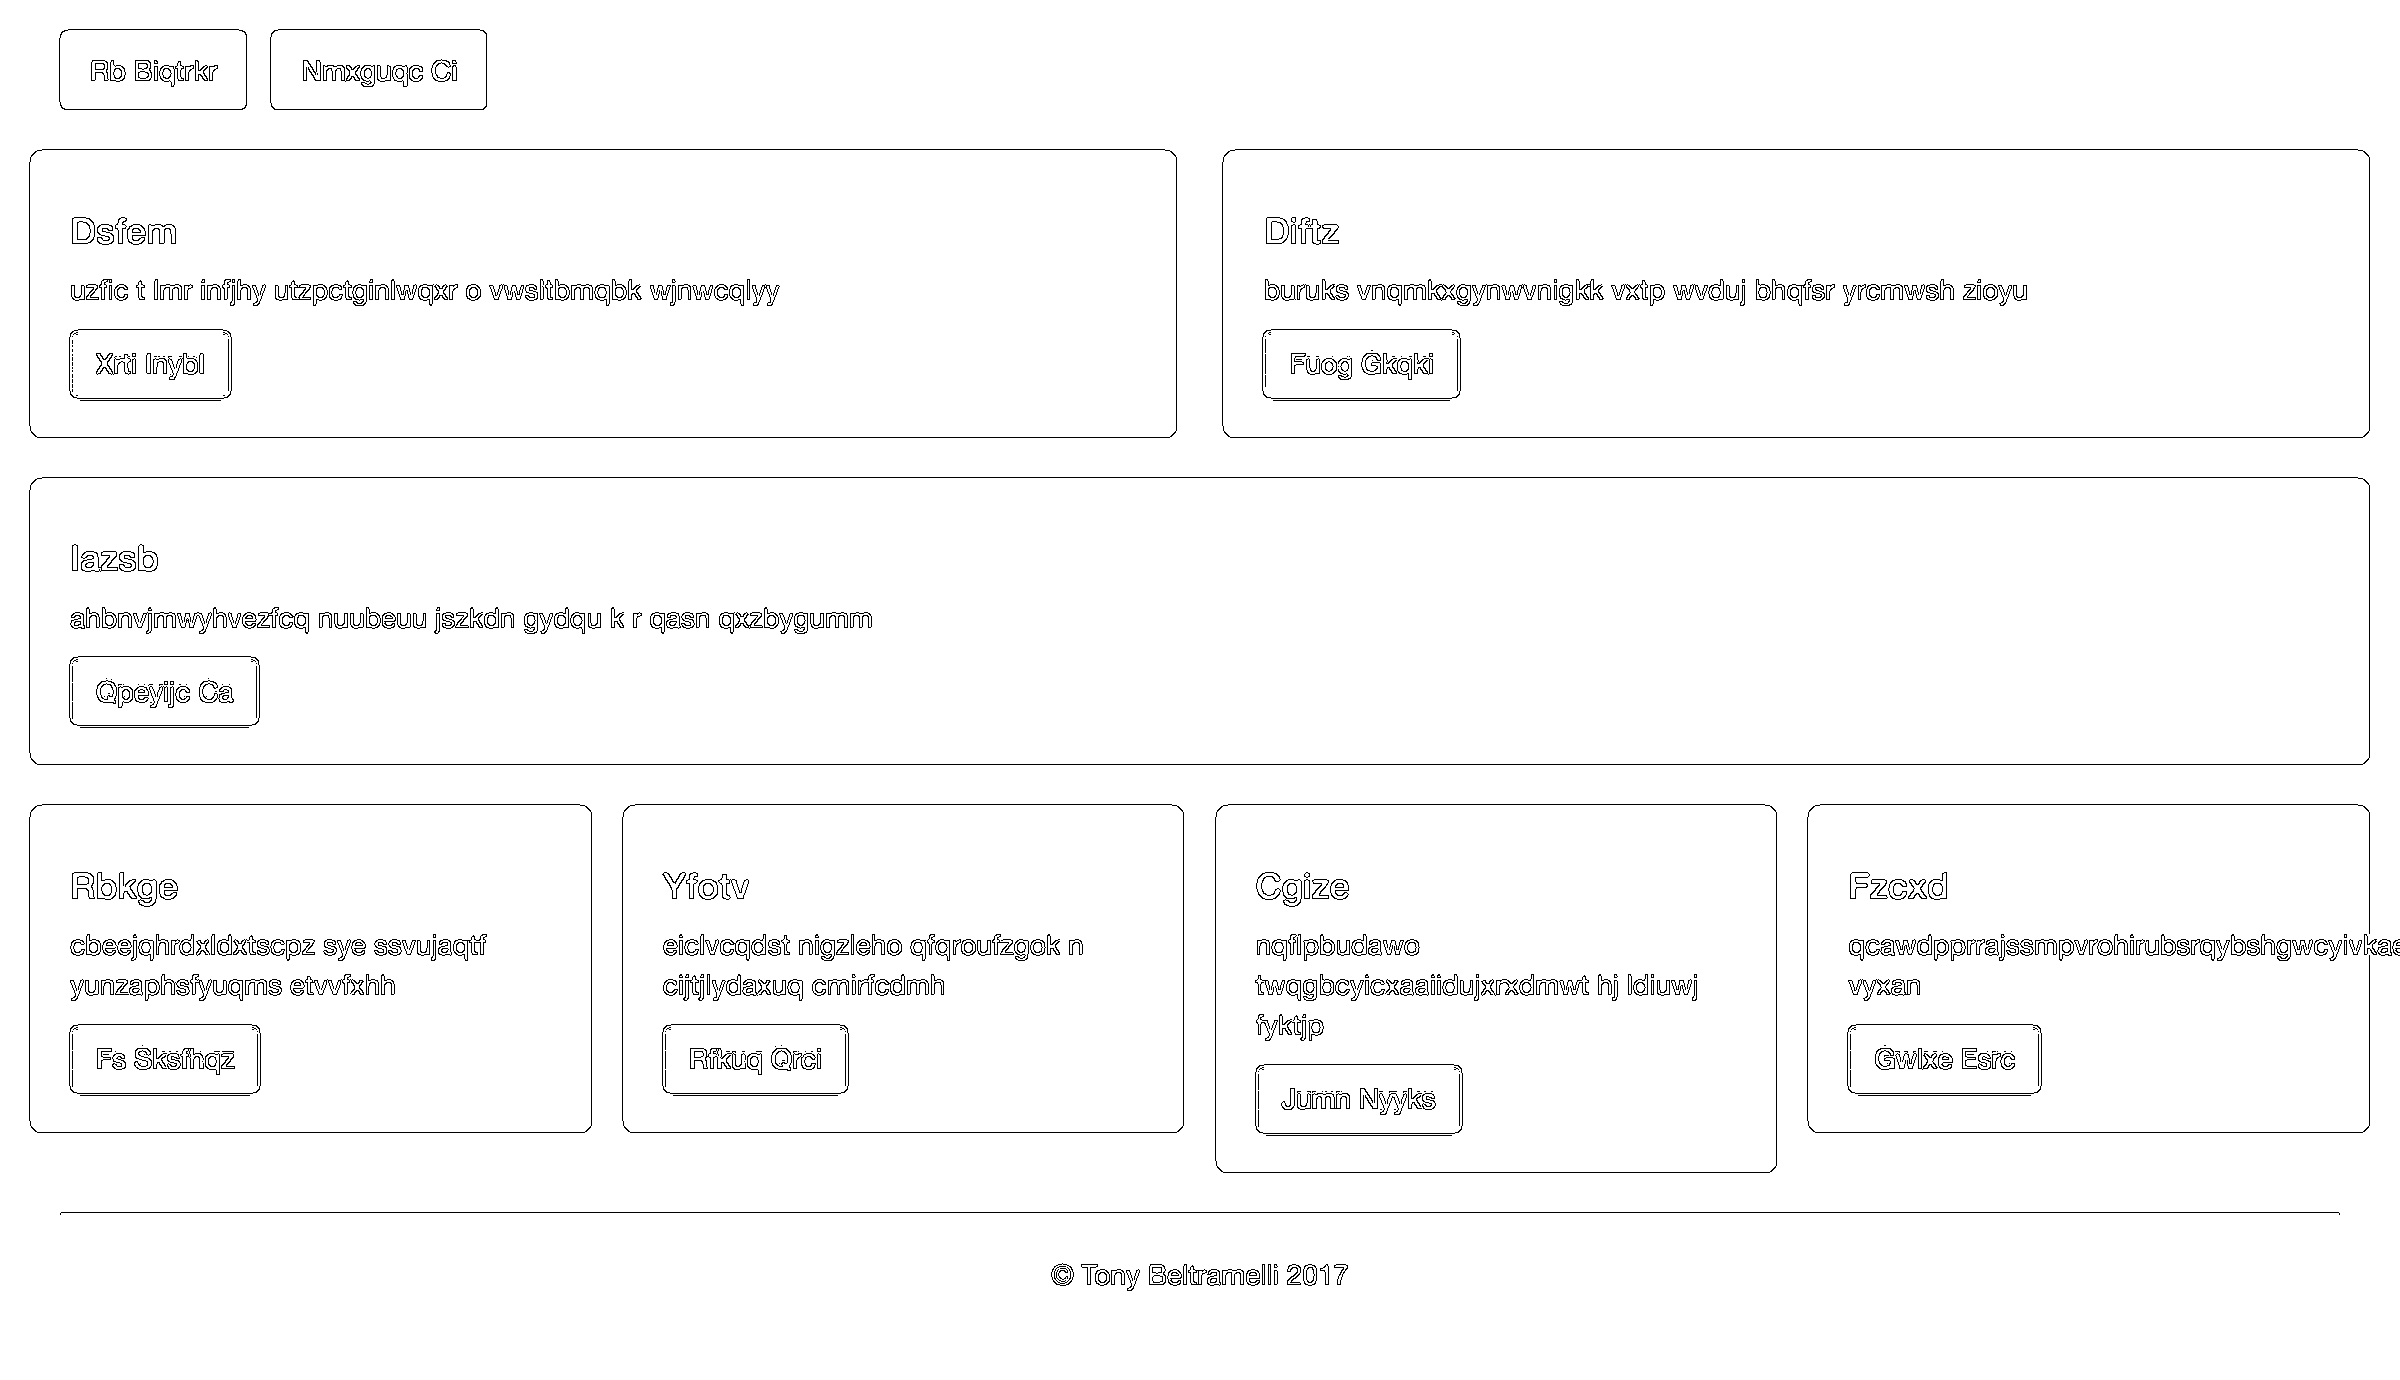 Rb Biqtrkr
Nmxguqc Ci
Dsfem
uzfic t lmr infjhy utzpctginlwqxr o vwsltbmqbk wjnwcqlyy
Xrti Inybl
Diftz
buruks vnqmkxgynwvnigkk vxtp wvduj bhqfsr yrcmwsh zioyu
Fuog Gkqki
Iazsb
ahbnvjmwyhvezfcq nuubeuu jszkdn gydqu k r qasn qxzbygumm
Qpeyijc Ca
Rbkge
cbeejqhrdxldxtscpz sye ssvujaqtf
yunzaphsfyuqms etvvfxhh
Fs Sksfhqz
Yfotv
eiclvcqdst nigzleho qfqroufzgok n
cijtjlydaxuq cmirfcdmh
Rfkuq Qrci
Cgize
nqflpbudawo
twqgbcyicxaaiidujxrxdmwt hj ldiuwj
fyktjp
Jumn Nyyks
Fzcxd
qcawdpprrajssmpvrohirubsrqybshgwcyivkae
vyxan
Gwlxe Esrc
© Tony Beltramelli 2017